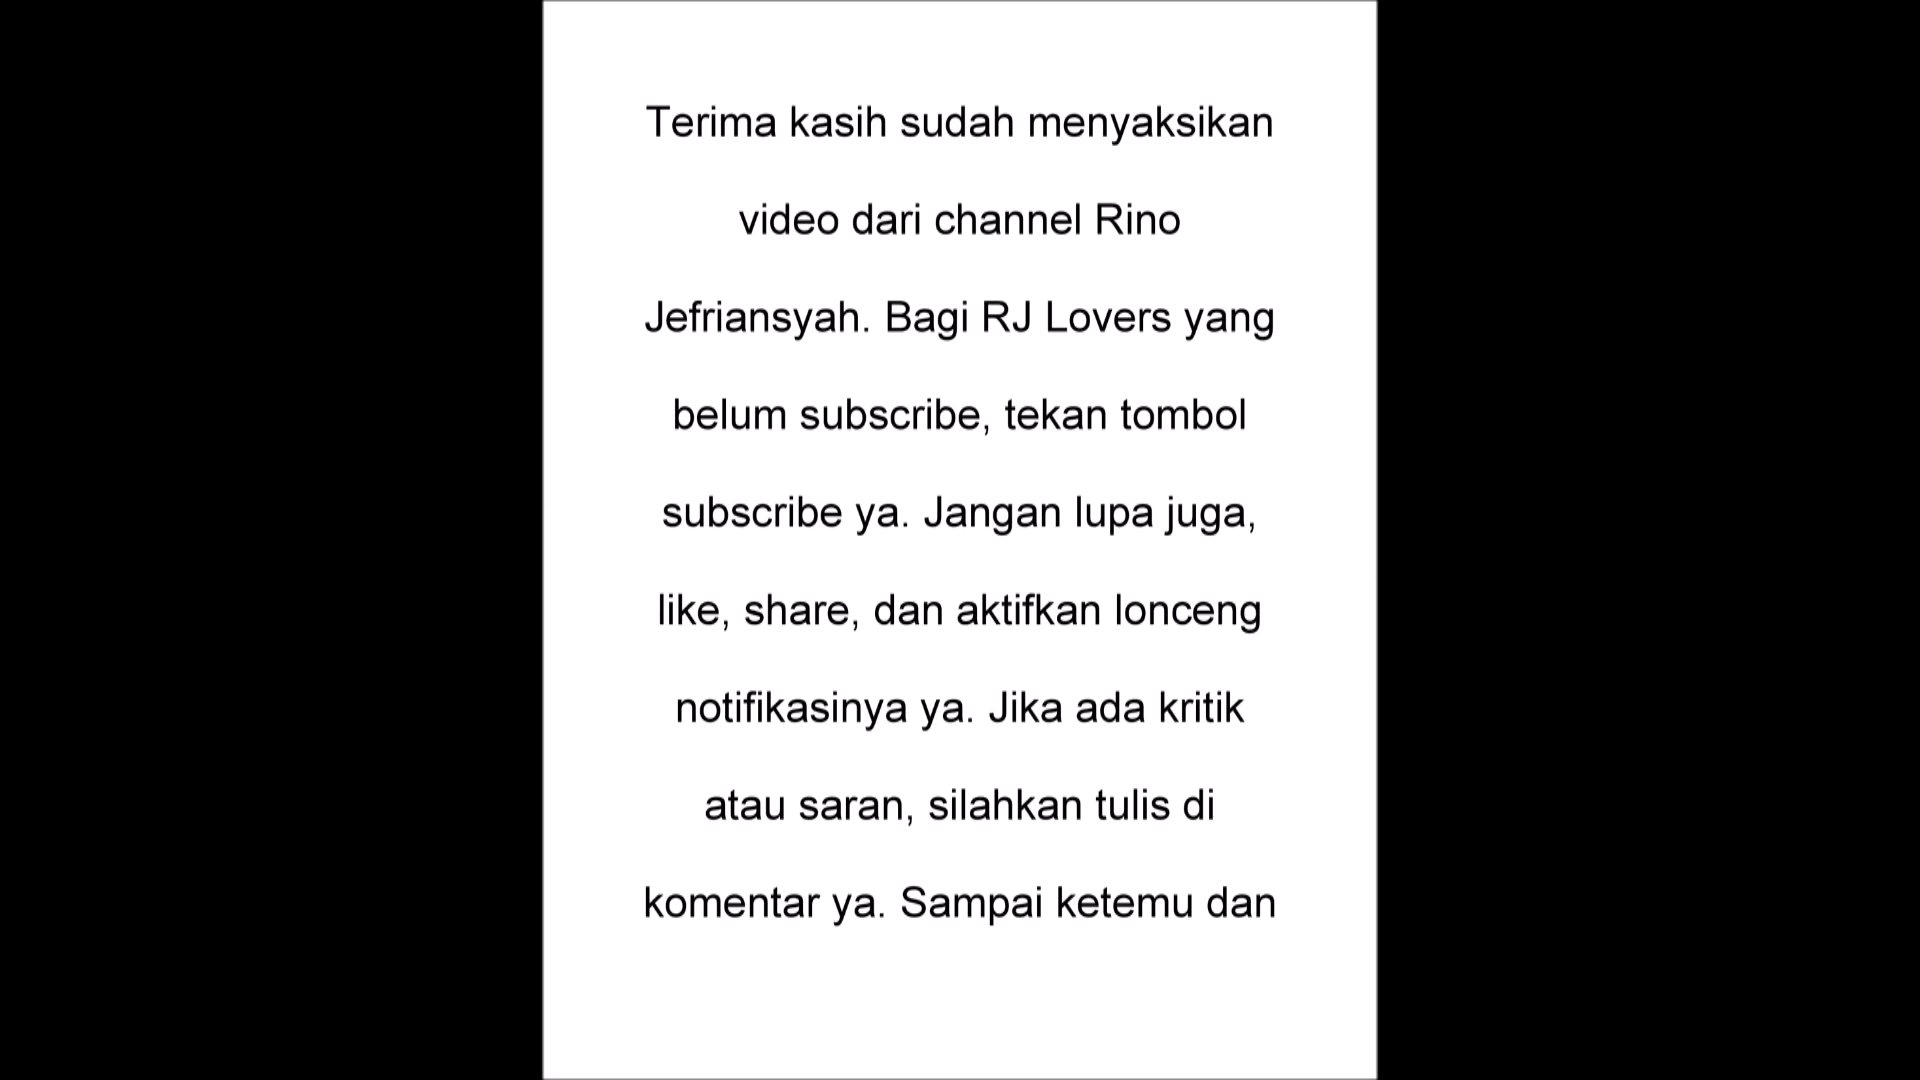 Terima kasih sudah menyaksikan
video dari channel Rino
Jefriansyah. Bagi RJ Lovers yang
belum subscribe, tekan tombol
subscribe ya. Jangan lupa juga,
like, share, dan aktifkan lonceng
notifikasinya ya. Jika ada kritik
atau saran, silahkan tulis di
komentar ya. Sampai ketemu dan